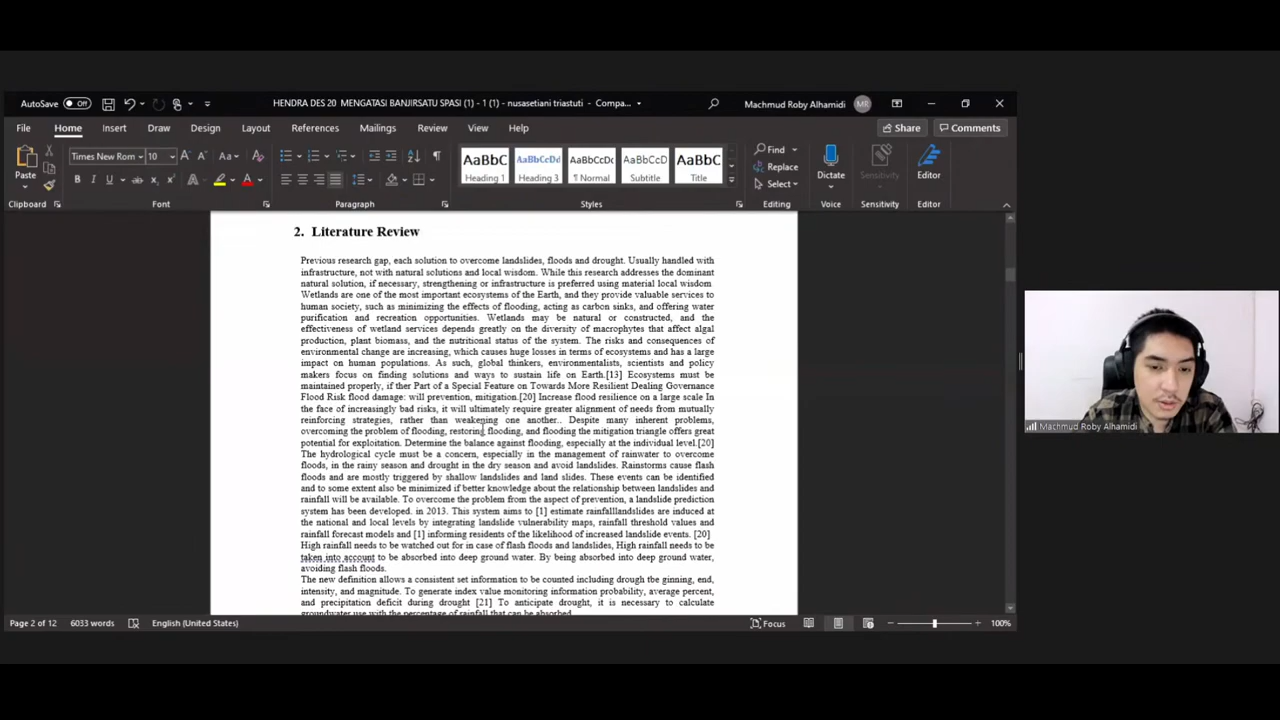 AutoSave Off
HENDRA DES 20 MENGATASI BANJIRSATU SPASI (1) - 1 (1) - nusasetiani triastuti - Compa...
Machmud Roby Alhamidi MR
File Home Insert Draw Design Layout References Mailings Review View Help Share Comments
Times New Rom 10 Aa
Paste
B I U ab x x A A
AaBbC AaBbCcDd AaBbCcDd AaBbCcDd AaBbC
Heading 1 Heading 3 ¶ Normal Subtitle Title
Find
Replace
Select
Dictate Sensitivity Editor
Clipboard Font Paragraph Styles Editing Voice Sensitivity Editor
2. Literature Review
Previous research gap, each solution to overcome landslides, floods and drought. Usually handled with
infrastructure, not with natural solutions and local wisdom. While this research addresses the dominant
natural solution, if necessary, strengthening or infrastructure is preferred using material local wisdom
Wetlands are one of the most important ecosystems of the Earth, and they provide valuable services to
human society, such as minimizing the effects of flooding, acting as carbon sinks, and offering water
purification and recreation opportunities. Wetlands may be natural or constructed, and the
effectiveness of wetland services depends greatly on the diversity of macrophytes that affect algal
production, plant biomass, and the nutritional status of the system. The risks and consequences of
environmental change are increasing, which causes huge losses in terms of ecosystems and has a large
impact on human populations. As such, global thinkers, environmentalists, scientists and policy
makers focus on finding solutions and ways to sustain life on Earth.[13] Ecosystems must be
maintained properly, if ther Part of a Special Feature on Towards More Resilient Dealing Governance
Flood Risk flood damage: will prevention, mitigation.[20] Increase flood resilience on a large scale In
the face of increasingly bad risks, it will ultimately require greater alignment of needs from mutually
reinforcing strategies, rather than weakening one another.. Despite many inherent problems,
overcoming the problem of flooding, restoring flooding, and flooding the mitigation triangle offers great
potential for exploitation. Determine the balance against flooding, especially at the individual level.[20]
The hydrological cycle must be a concern, especially in the management of rainwater to overcome
floods, in the rainy season and drought in the dry season and avoid landslides. Rainstorms cause flash
floods and are mostly triggered by shallow landslides and land slides. These events can be identified
and to some extent also be minimized if better knowledge about the relationship between landslides and
rainfall will be available. To overcome the problem from the aspect of prevention, a landslide prediction
system has been developed. in 2013. This system aims to [1] estimate rainfalllandslides are induced at
the national and local levels by integrating landslide vulnerability maps, rainfall threshold values and
rainfall forecast models and [1] informing residents of the likelihood of increased landslide events. [20]
High rainfall needs to be watched out for in case of flash floods and landslides, High rainfall needs to be
taken into account to be absorbed into deep ground water. By being absorbed into deep ground water,
avoiding flash floods.
The new definition allows a consistent set information to be counted including drough the ginning, end,
intensity, and magnitude. To generate index value monitoring information probability, average percent,
and precipitation deficit during drought [21] To anticipate drought, it is necessary to calculate
groundwater use with the percentage of rainfall that can be absorbed.
Page 2 of 12 6033 words English (United States) Focus 100%
Machmud Roby Alhamidi